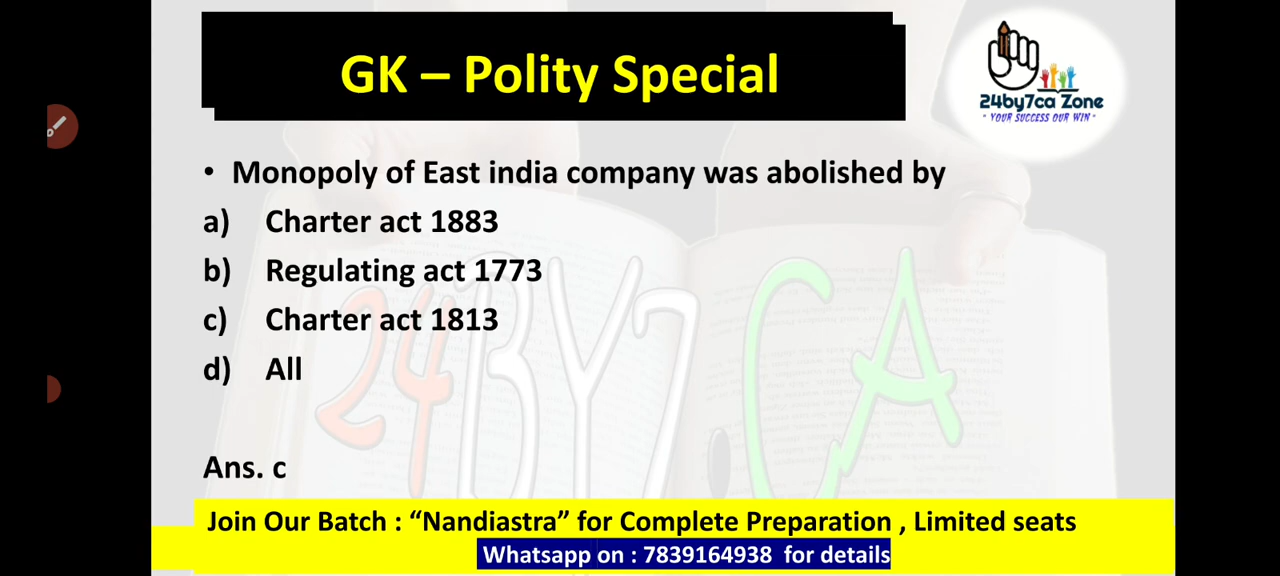 GK – Polity Special
24by7ca Zone
" YOUR SUCCESS OUR WIN "
• Monopoly of East india company was abolished by
a) Charter act 1883
b) Regulating act 1773
c) Charter act 1813
d) All
24BY7.CA
Ans. c
Join Our Batch : “Nandiastra” for Complete Preparation , Limited seats
Whatsapp on : 7839164938 for details